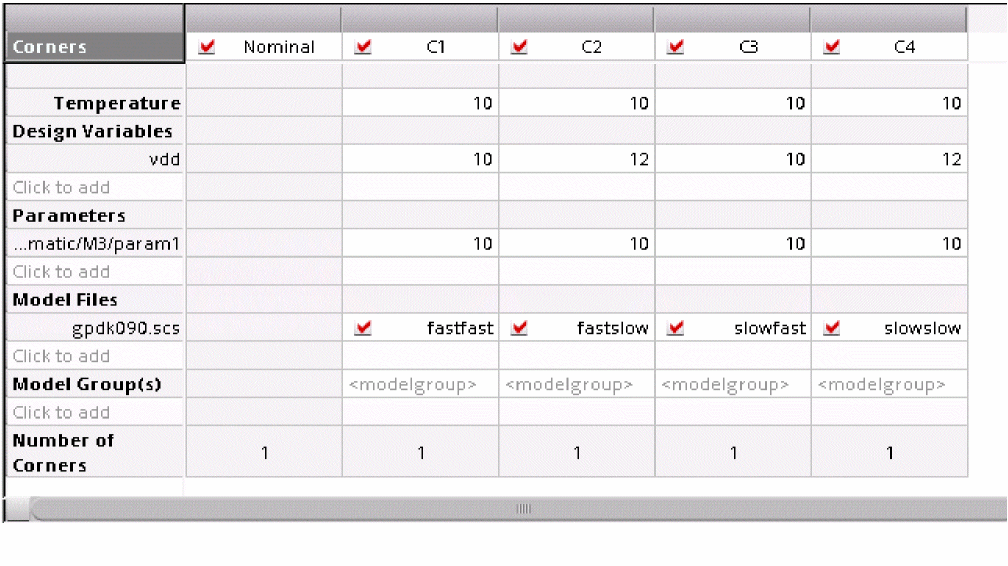 Corners Nominal C1 C2 C3 C4
Temperature 10 10 10 10
Design Variables
vdd 10 12 10 12
Click to add
Parameters
...matic/M3/param1 10 10 10 10
Click to add
Model Files
gpdk090.scs fastfast fastslow slowfast slowslow
Click to add
Model Group(s) <modelgroup> <modelgroup> <modelgroup> <modelgroup>
Click to add
Number of
Corners 1 1 1 1 1